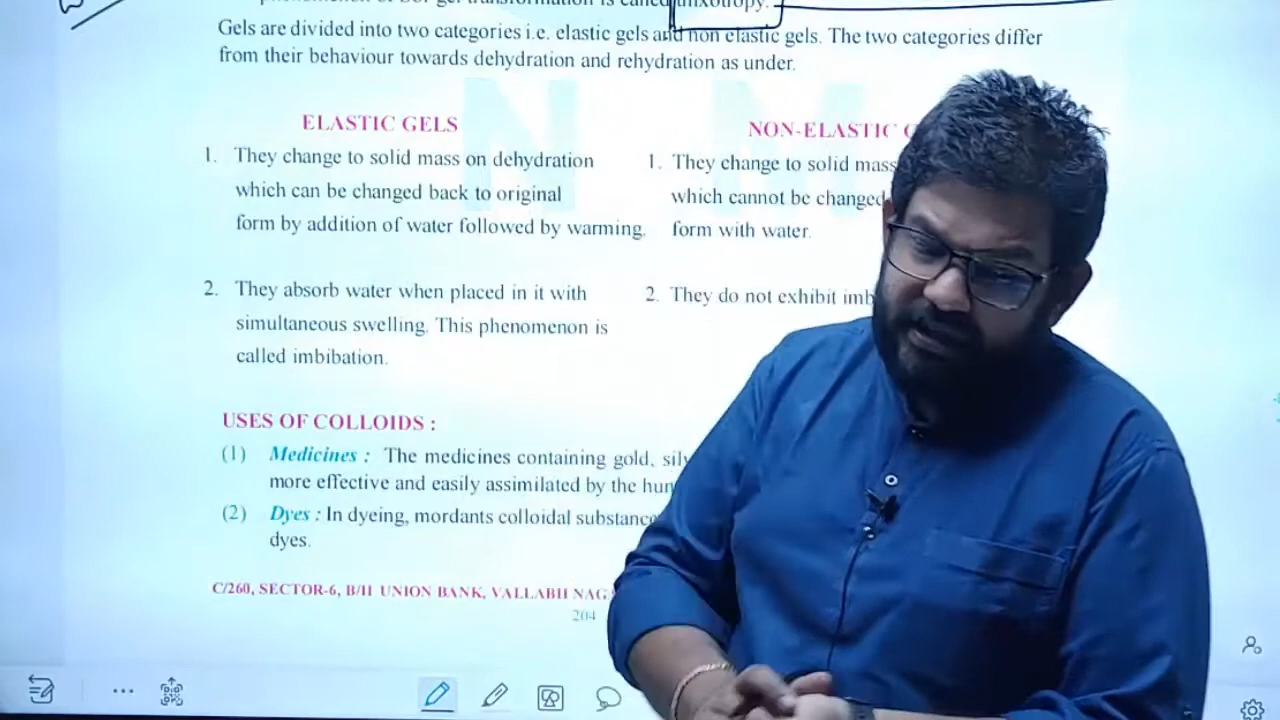 thixotropy.
Gels are divided into two categories i.e. elastic gels and non elastic gels. The two categories differ
from their behaviour towards dehydration and rehydration as under.
ELASTIC GELS
NON-ELASTIC
1. They change to solid mass on dehydration
which can be changed back to original
form by addition of water followed by warming.
1. They change to solid mass
which cannot be changed
form with water.
2. They absorb water when placed in it with
simultaneous swelling. This phenomenon is
called imbibation.
2. They do not exhibit imb
USES OF COLLOIDS :
(1) Medicines : The medicines containing gold, sil
more effective and easily assimilated by the hu
(2) Dyes : In dyeing, mordants colloidal substance
dyes.
C/260, SECTOR-6, B/H UNION BANK, VALLABH NAG
204